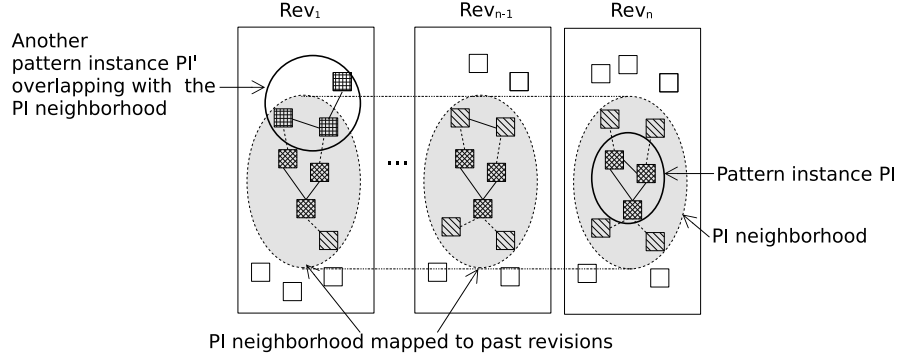 Rev₁
Revₙ₋₁
Revₙ
Another
pattern instance PI'
overlapping with the
PI neighborhood
...
Pattern instance PI
PI neighborhood
PI neighborhood mapped to past revisions